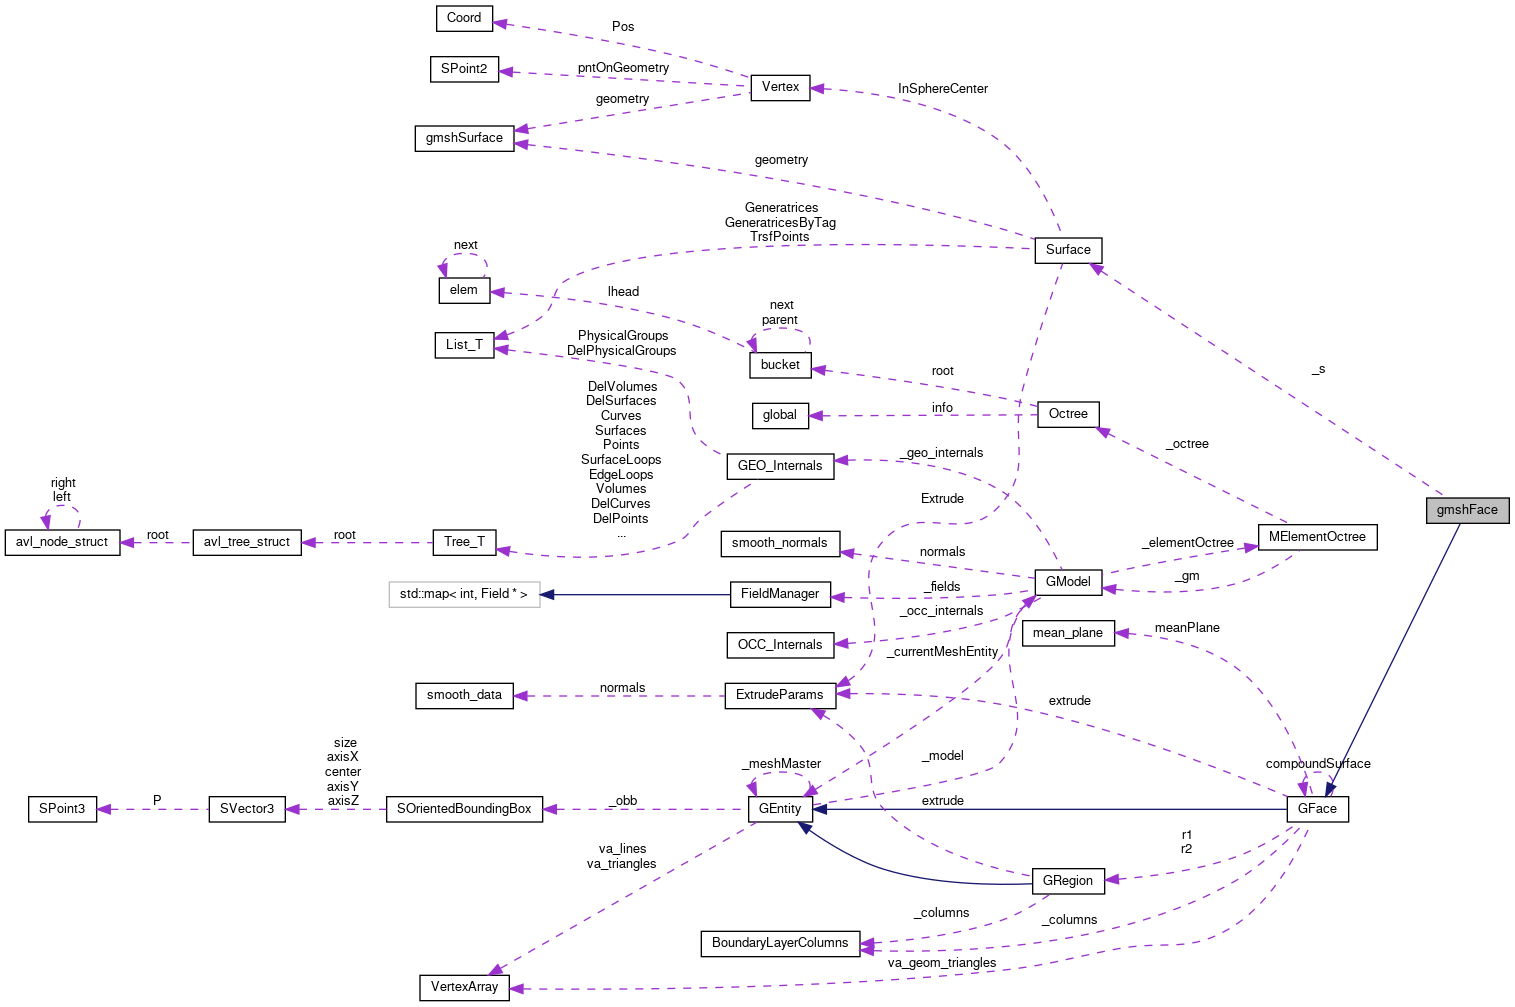 Coord
Pos
SPoint2
pntOnGeometry
Vertex
InSphereCenter
geometry
gmshSurface
geometry
Generatrices
GeneratricesByTag
TrsfPoints
Surface
next
elem
lhead
next
parent
List_T
PhysicalGroups
DelPhysicalGroups
bucket
root
_s
DelVolumes
DelSurfaces
Curves
Surfaces
Points
SurfaceLoops
EdgeLoops
Volumes
DelCurves
DelPoints
...
global
info
Octree
_octree
GEO_Internals
_geo_internals
right
left
Extrude
gmshFace
avl_node_struct
root
avl_tree_struct
root
Tree_T
smooth_normals
normals
_elementOctree
MElementOctree
GModel
_gm
std::map< int, Field * >
FieldManager
_fields
_occ_internals
OCC_Internals
mean_plane
meanPlane
_currentMeshEntity
smooth_data
normals
ExtrudeParams
extrude
size
axisX
center
axisY
axisZ
_meshMaster
_model
compoundSurface
SPoint3
P
SVector3
SOrientedBoundingBox
_obb
GEntity
extrude
GFace
va_lines
va_triangles
r1
r2
GRegion
_columns
_columns
BoundaryLayerColumns
va_geom_triangles
VertexArray